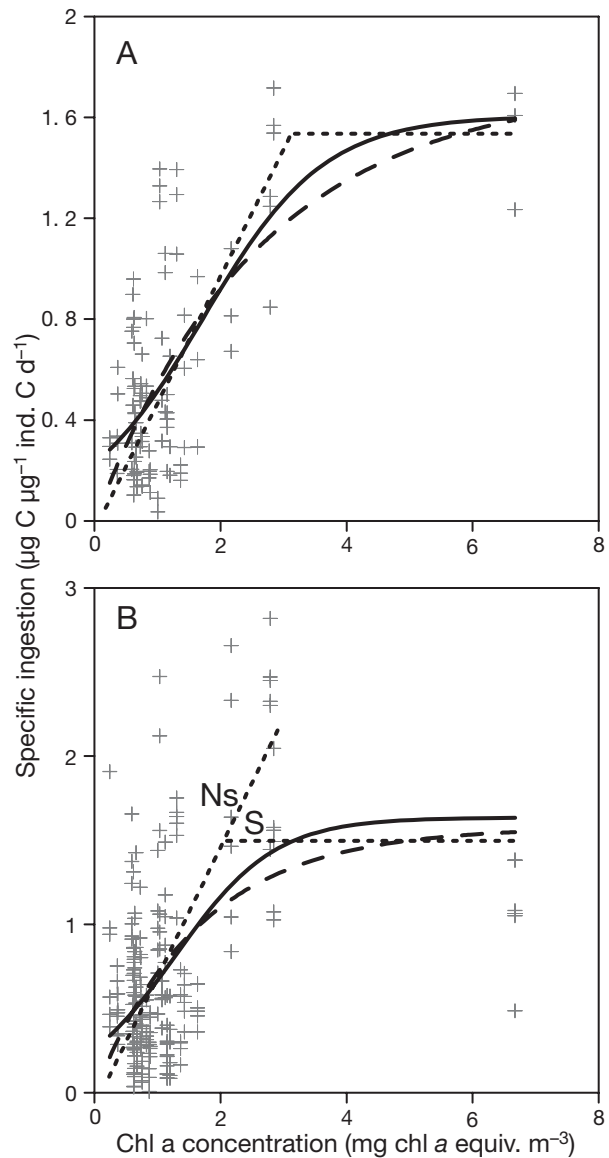 2
A
1.6
1.2
0.8
0.4
0
0 2 4 6 8
Specific ingestion (µg C µg⁻¹ ind. C d⁻¹)
3
B
2
Ns
S
1
0
0 2 4 6 8
Chl a concentration (mg chl a equiv. m⁻³)